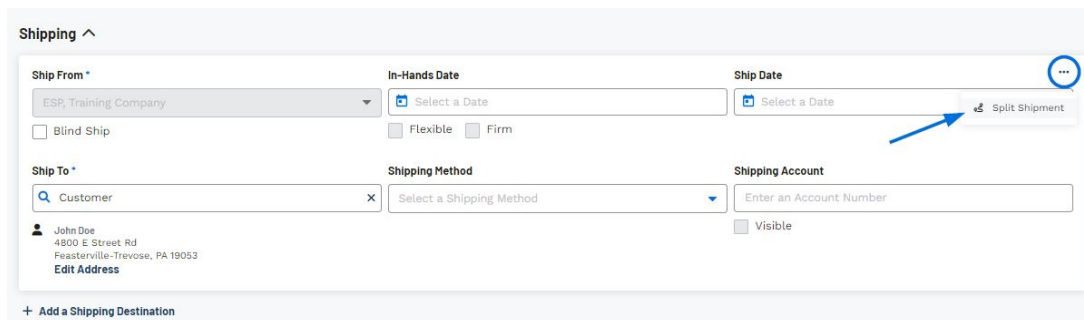 Shipping
Ship From *
In-Hands Date
Ship Date
...
ESP, Training Company
Select a Date
Select a Date
Split Shipment
Blind Ship
Flexible
Firm
Ship To *
Shipping Method
Shipping Account
Customer
Select a Shipping Method
Enter an Account Number
Visible
John Doe
4800 E Street Rd
Feasterville-Trevose, PA 19053
Edit Address
+ Add a Shipping Destination